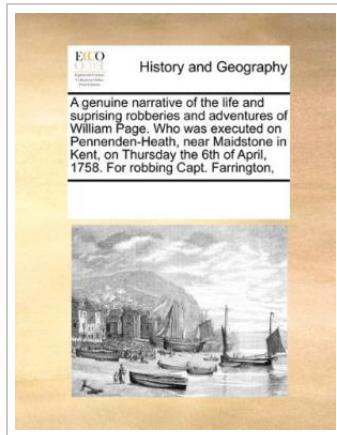 ECCO
History and Geography
A genuine narrative of the life and
suprising robberies and adventures of
William Page. Who was executed on
Pennenden-Heath, near Maidstone in
Kent, on Thursday the 6th of April,
1758. For robbing Capt. Farrington,